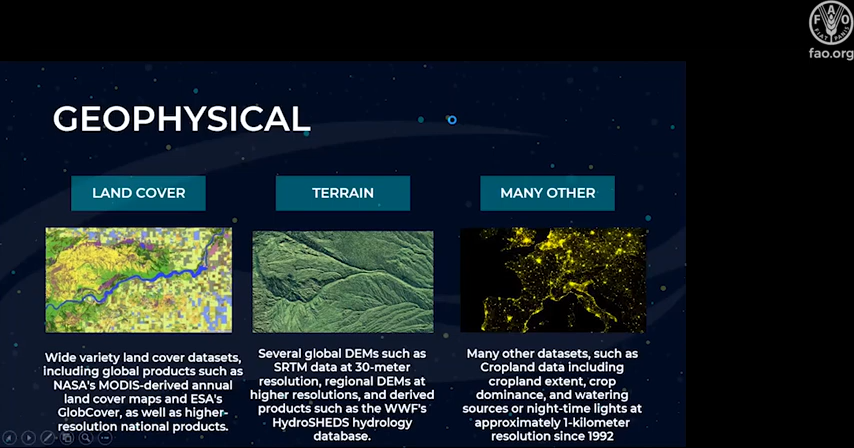 FAO
FIAT PANIS
fao.org
GEOPHYSICAL
LAND COVER
TERRAIN
MANY OTHER
Wide variety land cover datasets,
including global products such as
NASA's MODIS-derived annual
land cover maps and ESA's
GlobCover, as well as higher-
resolution national products.
Several global DEMs such as
SRTM data at 30-meter
resolution, regional DEMs at
higher resolutions, and derived
products such as the WWF's
HydroSHEDS hydrology
database.
Many other datasets, such as
Cropland data including
cropland extent, crop
dominance, and watering
sources or night-time lights at
approximately 1-kilometer
resolution since 1992